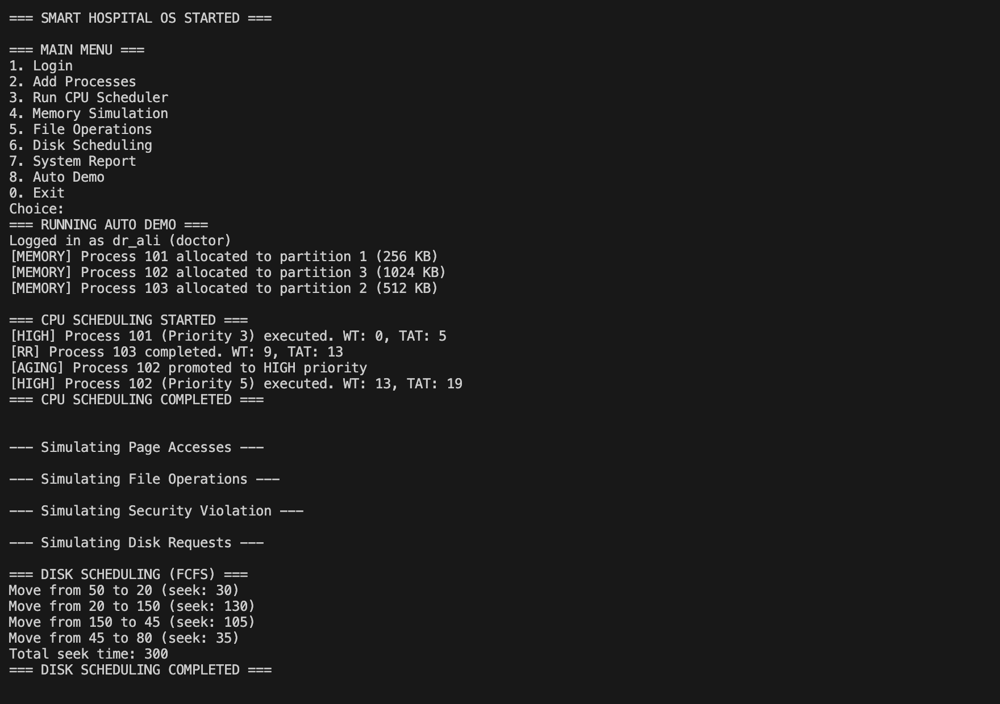 === SMART HOSPITAL OS STARTED ===
=== MAIN MENU ===
1. Login
2. Add Processes
3. Run CPU Scheduler
4. Memory Simulation
5. File Operations
6. Disk Scheduling
7. System Report
8. Auto Demo
0. Exit
Choice:
=== RUNNING AUTO DEMO ===
Logged in as dr_ali (doctor)
[MEMORY] Process 101 allocated to partition 1 (256 KB)
[MEMORY] Process 102 allocated to partition 3 (1024 KB)
[MEMORY] Process 103 allocated to partition 2 (512 KB)
=== CPU SCHEDULING STARTED ===
[HIGH] Process 101 (Priority 3) executed. WT: 0, TAT: 5
[RR] Process 103 completed. WT: 9, TAT: 13
[AGING] Process 102 promoted to HIGH priority
[HIGH] Process 102 (Priority 5) executed. WT: 13, TAT: 19
=== CPU SCHEDULING COMPLETED ===
--- Simulating Page Accesses ---
--- Simulating File Operations ---
--- Simulating Security Violation ---
--- Simulating Disk Requests ---
=== DISK SCHEDULING (FCFS) ===
Move from 50 to 20 (seek: 30)
Move from 20 to 150 (seek: 130)
Move from 150 to 45 (seek: 105)
Move from 45 to 80 (seek: 35)
Total seek time: 300
=== DISK SCHEDULING COMPLETED ===